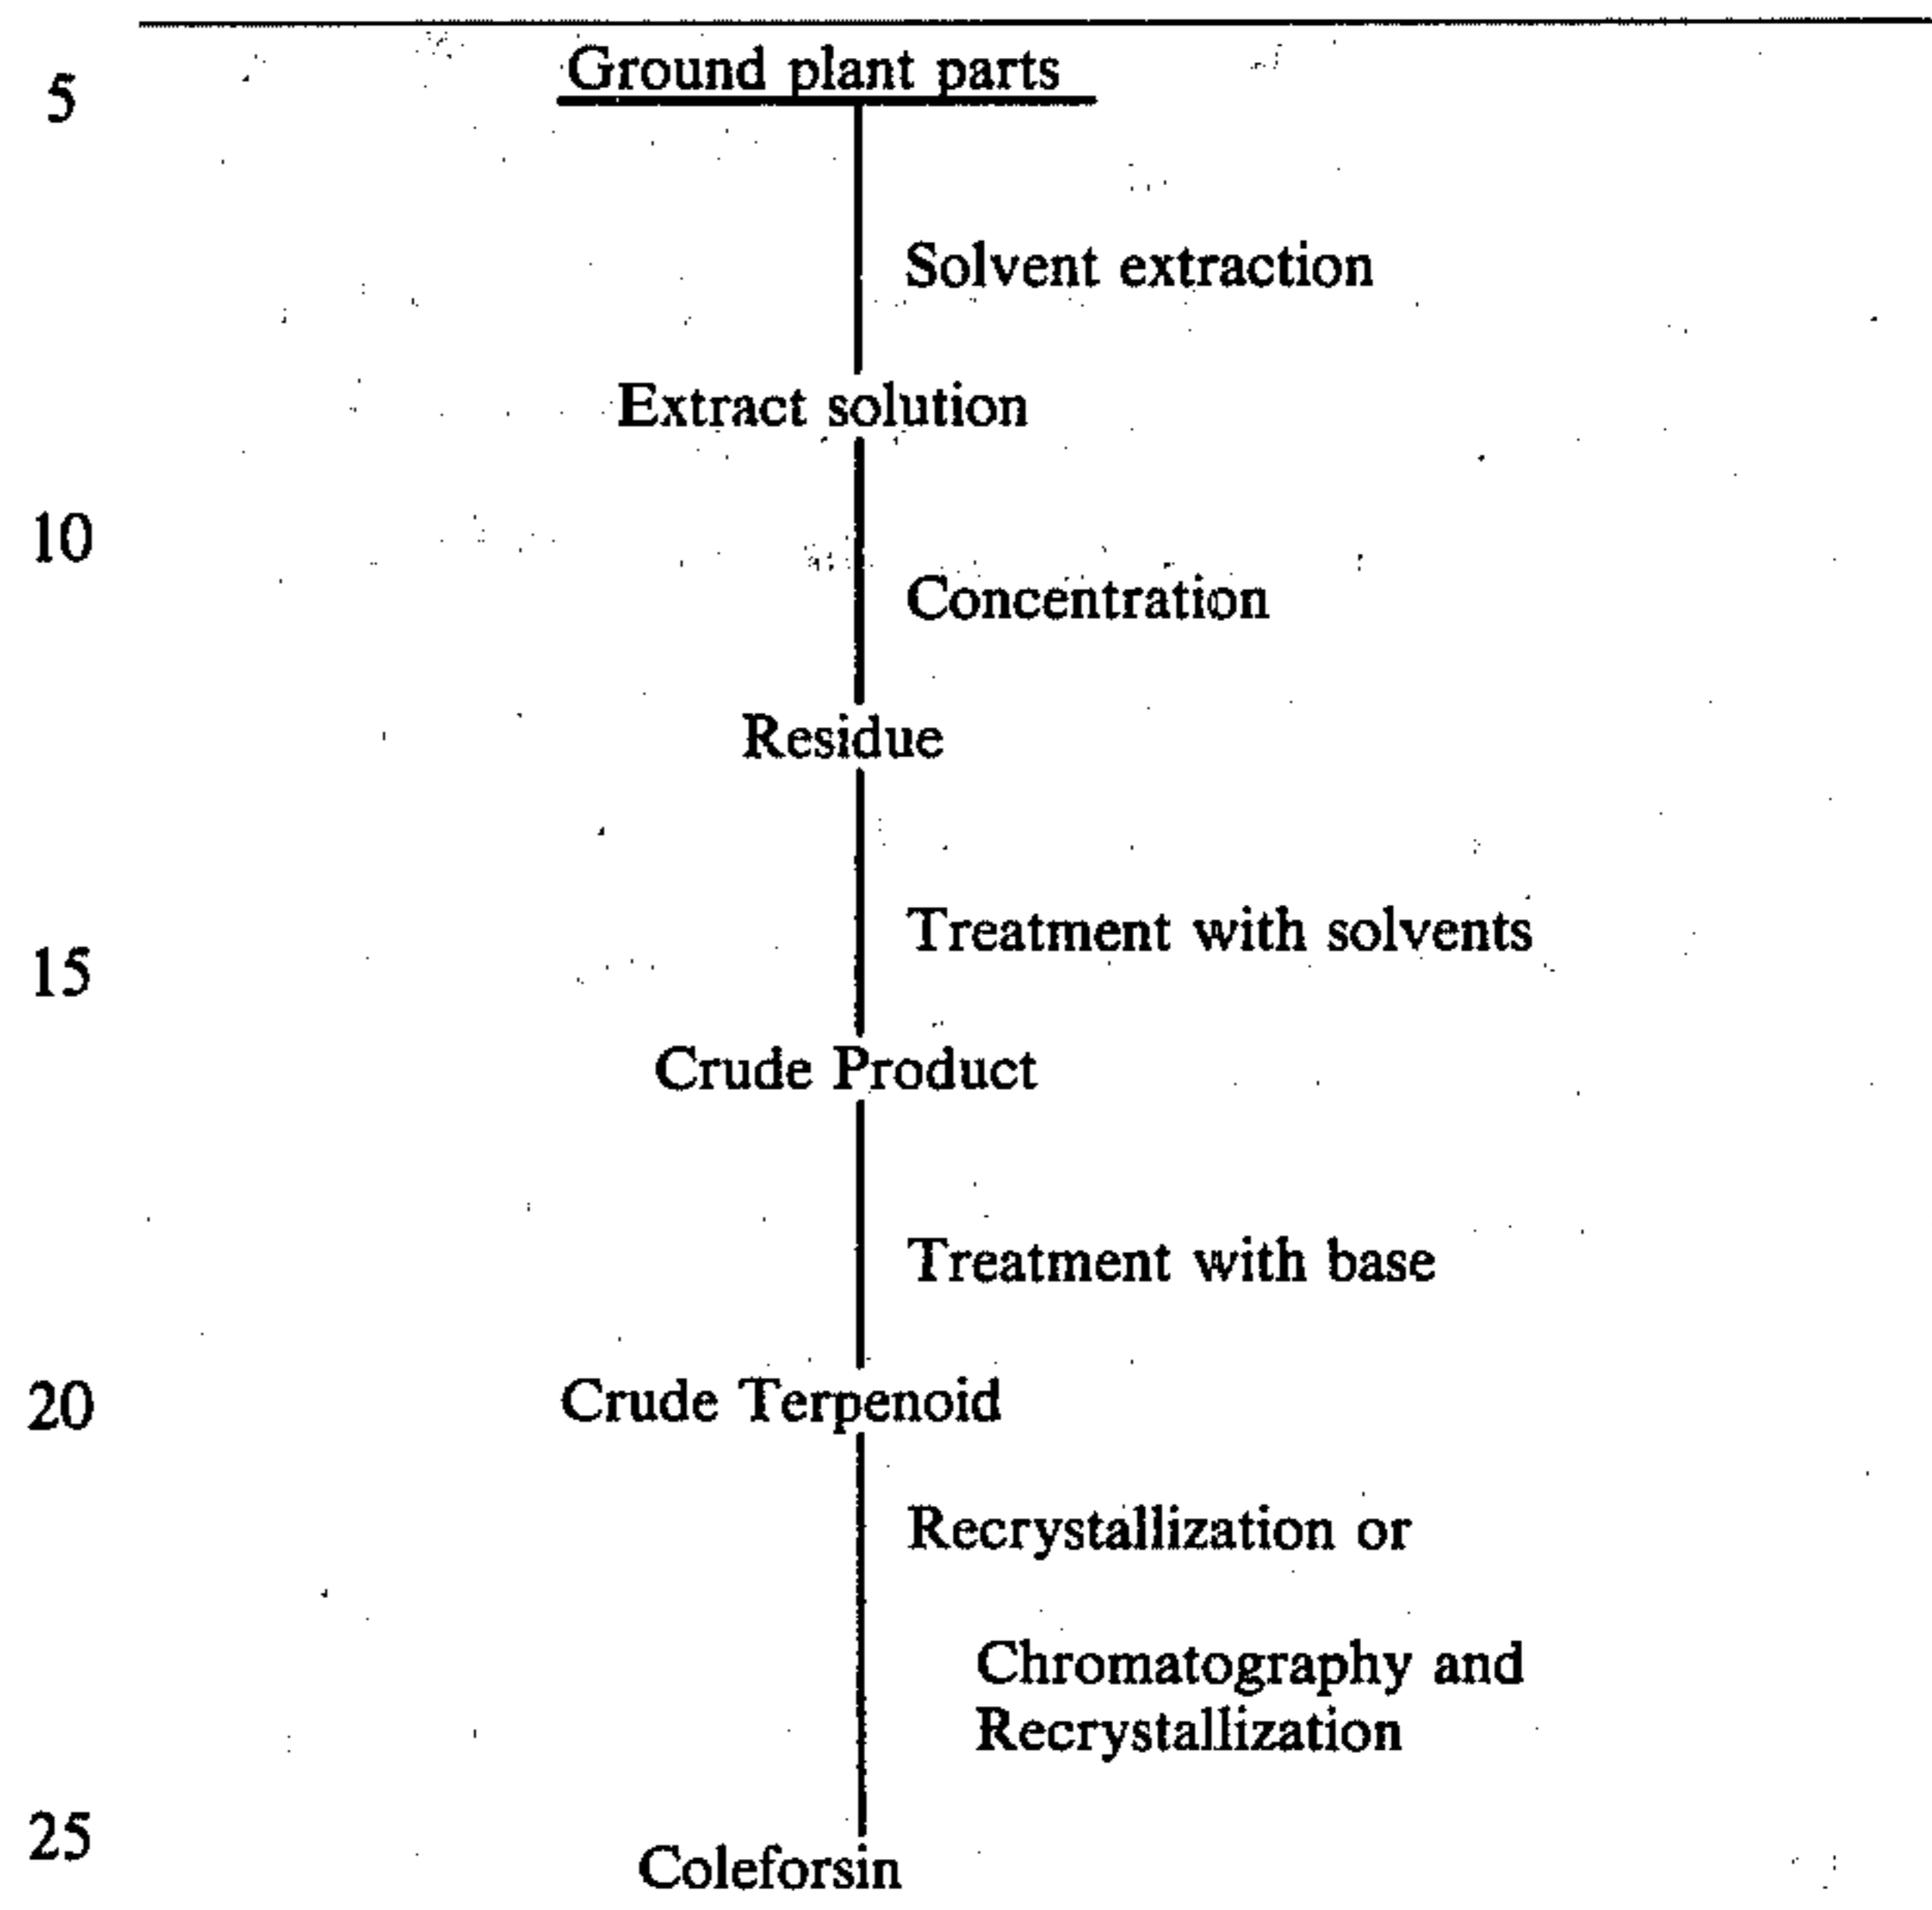 Ground plant parts
5
Solvent extraction
Extract solution
10
Concentration
Residue
Treatment with solvents
15
Crude Product
Treatment with base
20
Crude Terpenoid
Recrystallization or
Chromatography and
Recrystallization
25
Coleforsin